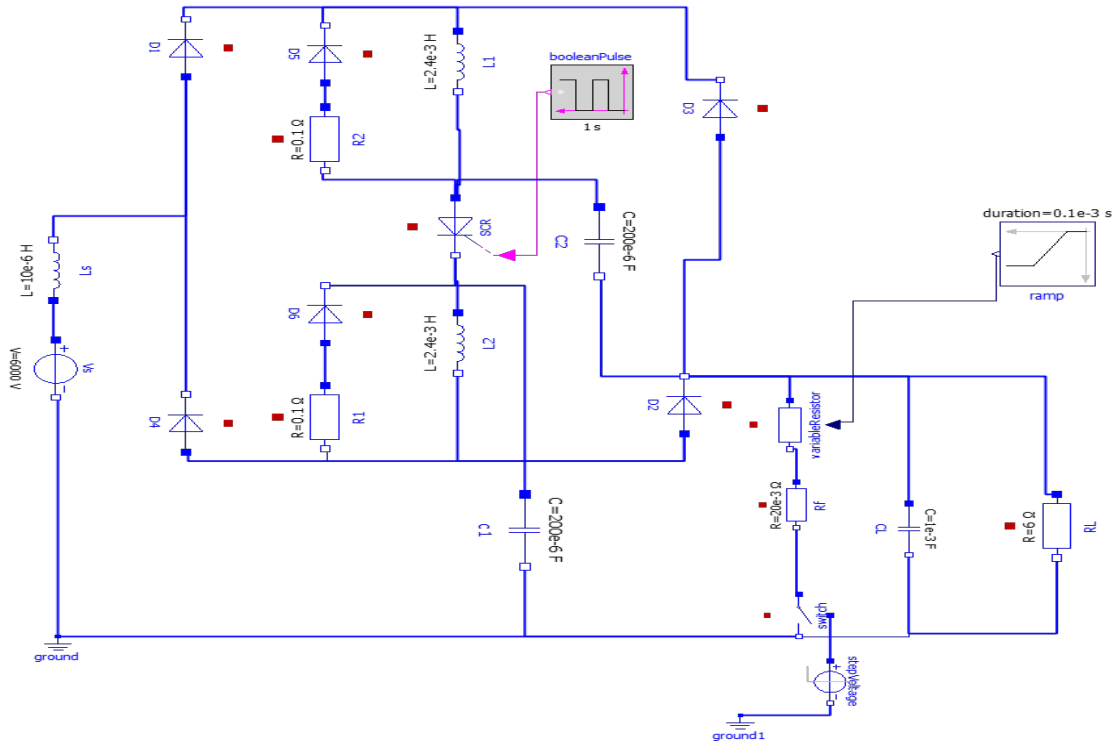 D1
D5
L=2.4e-3 H
L1
booleanPulse
1 s
D3
R=0.1 Ω
R2
SCR
C2
C=200e-6 F
duration=0.1e-3 s
ramp
L=10e-6 H
Ls
V=6000 V
Vs
+
-
D6
L=2.4e-3 H
L2
D4
R=0.1 Ω
R1
D2
variableResistor
R=20e-3 Ω
Rf
CL
C=1e-3 F
R=9 Ω
RL
C1
C=200e-6 F
switch
ground
stepVoltage
+
-
ground1